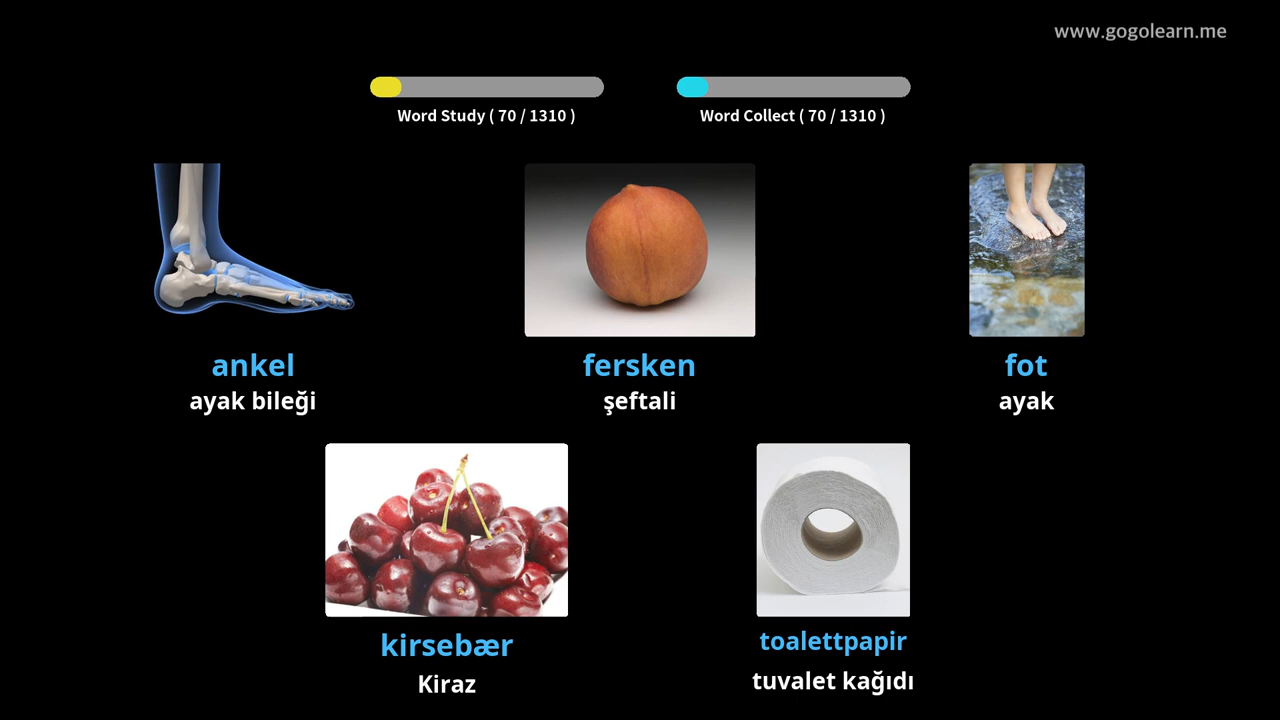 www.gogolearn.me
Word Study ( 70 / 1310 )
Word Collect ( 70 / 1310 )
ankel
ayak bileği
fersken
şeftali
fot
ayak
kirsebær
Kiraz
toalettpapir
tuvalet kağıdı